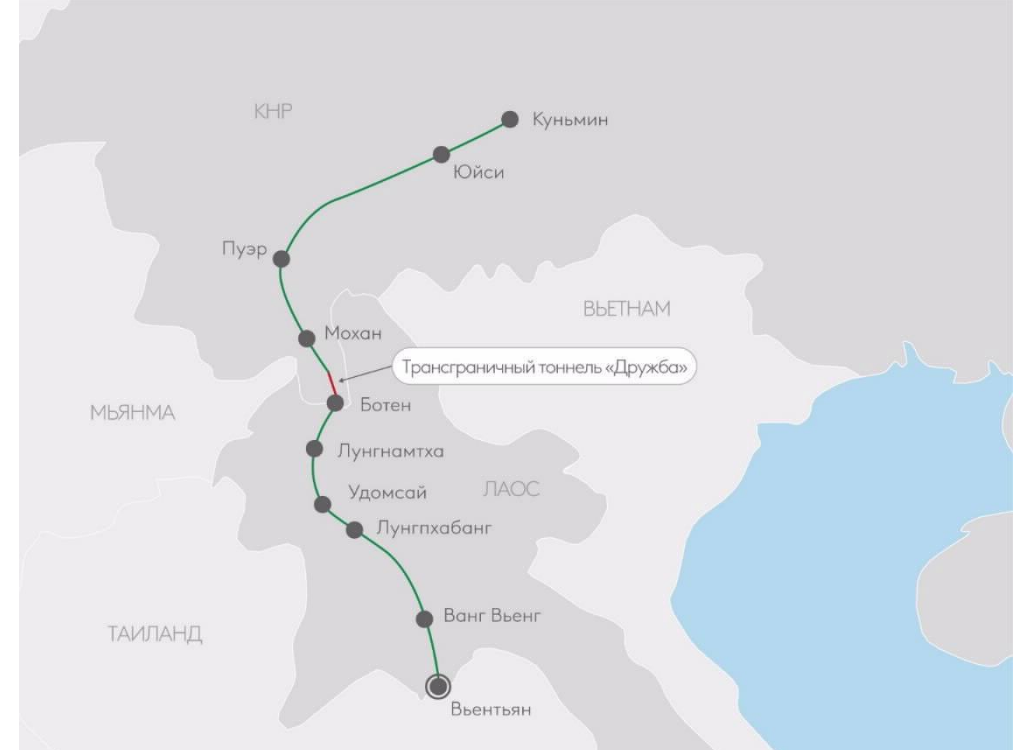 КНР
Куньмин
Юйси
Пуэр
ВЬЕТНАМ
Мохан
Трансграничный тоннель «Дружба»
Ботен
МЬЯНМА
Лунгнамтха
Удомсай
ЛАОС
Лунгпхабанг
Ванг Вьенг
ТАИЛАНД
Вьентьян